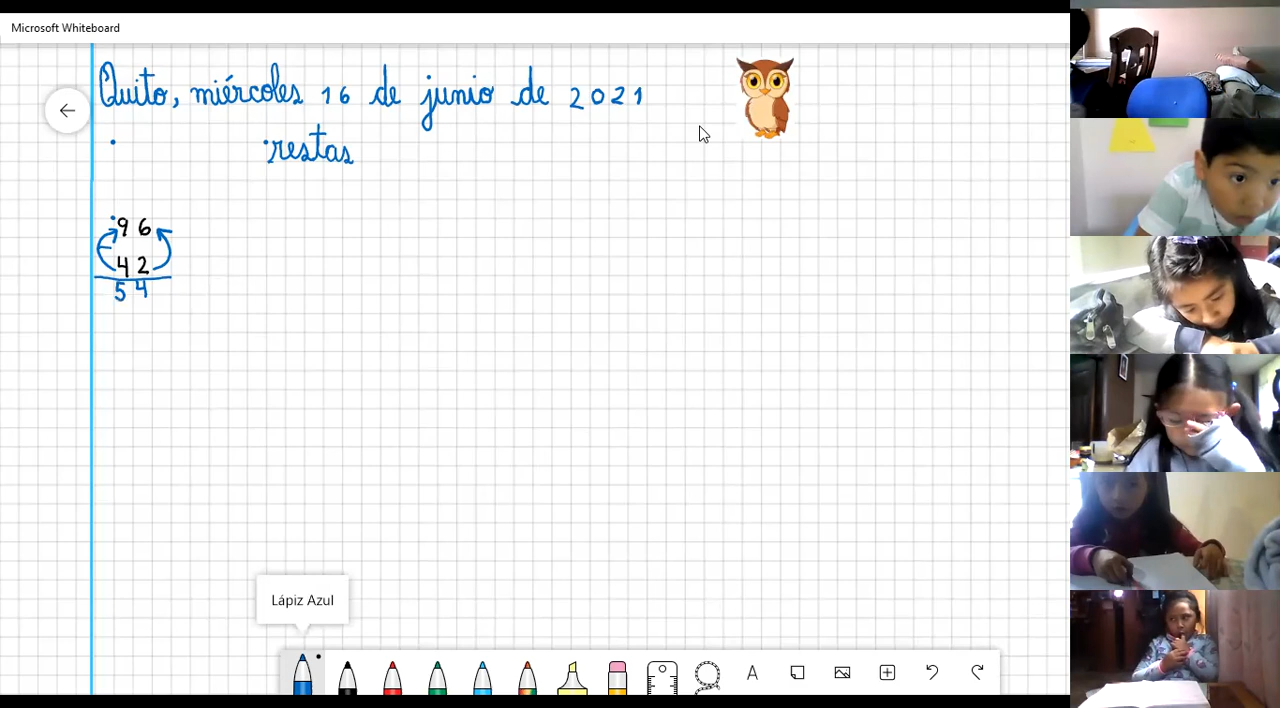 Microsoft Whiteboard
Quito, miércoles 16 de junio de 2021
restas
96
42
54
Lápiz Azul
A